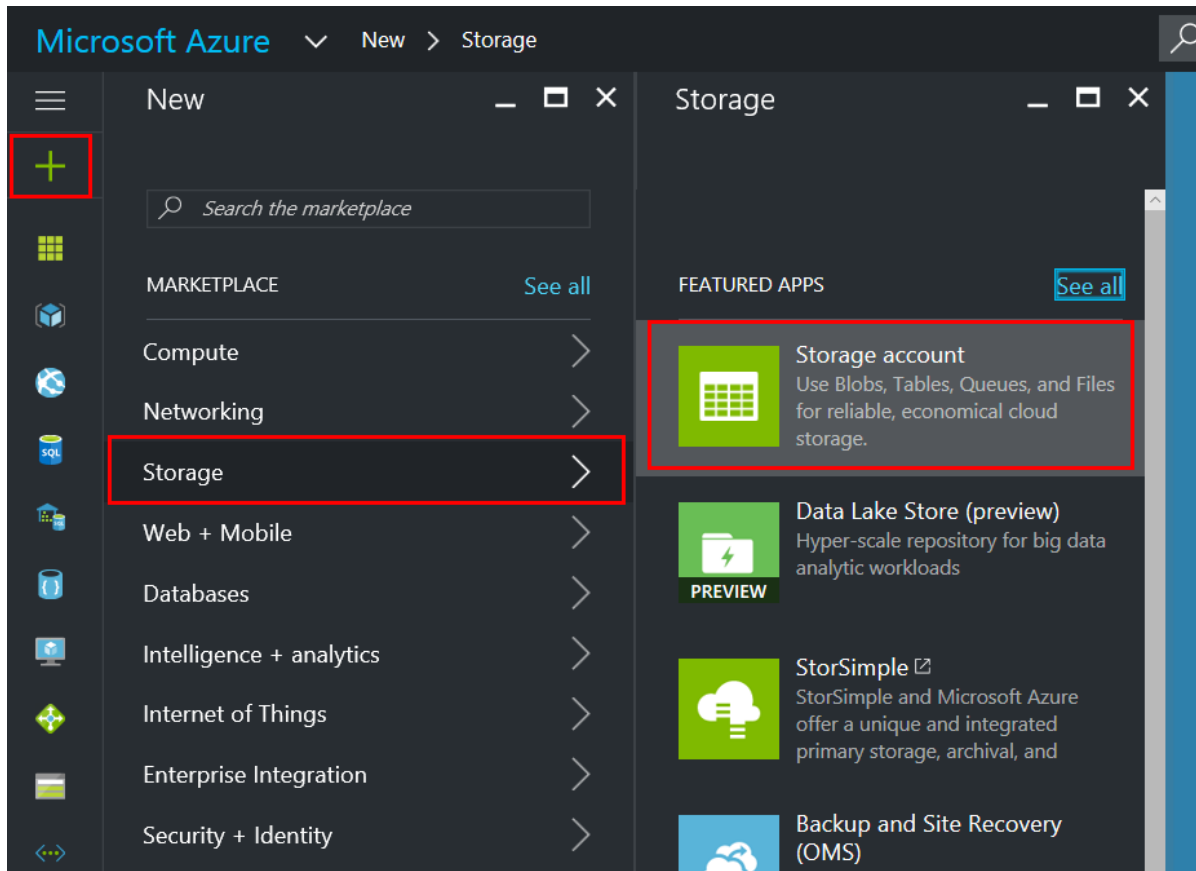 Microsoft Azure New > Storage
New
Search the marketplace
MARKETPLACE See all
Compute
Networking
Storage
Web + Mobile
Databases
Intelligence + analytics
Internet of Things
Enterprise Integration
Security + Identity
SQL
Storage
FEATURED APPS See all
Storage account
Use Blobs, Tables, Queues, and Files
for reliable, economical cloud
storage.
Data Lake Store (preview)
Hyper-scale repository for big data
analytic workloads
PREVIEW
StorSimple
StorSimple and Microsoft Azure
offer a unique and integrated
primary storage, archival, and
Backup and Site Recovery
(OMS)